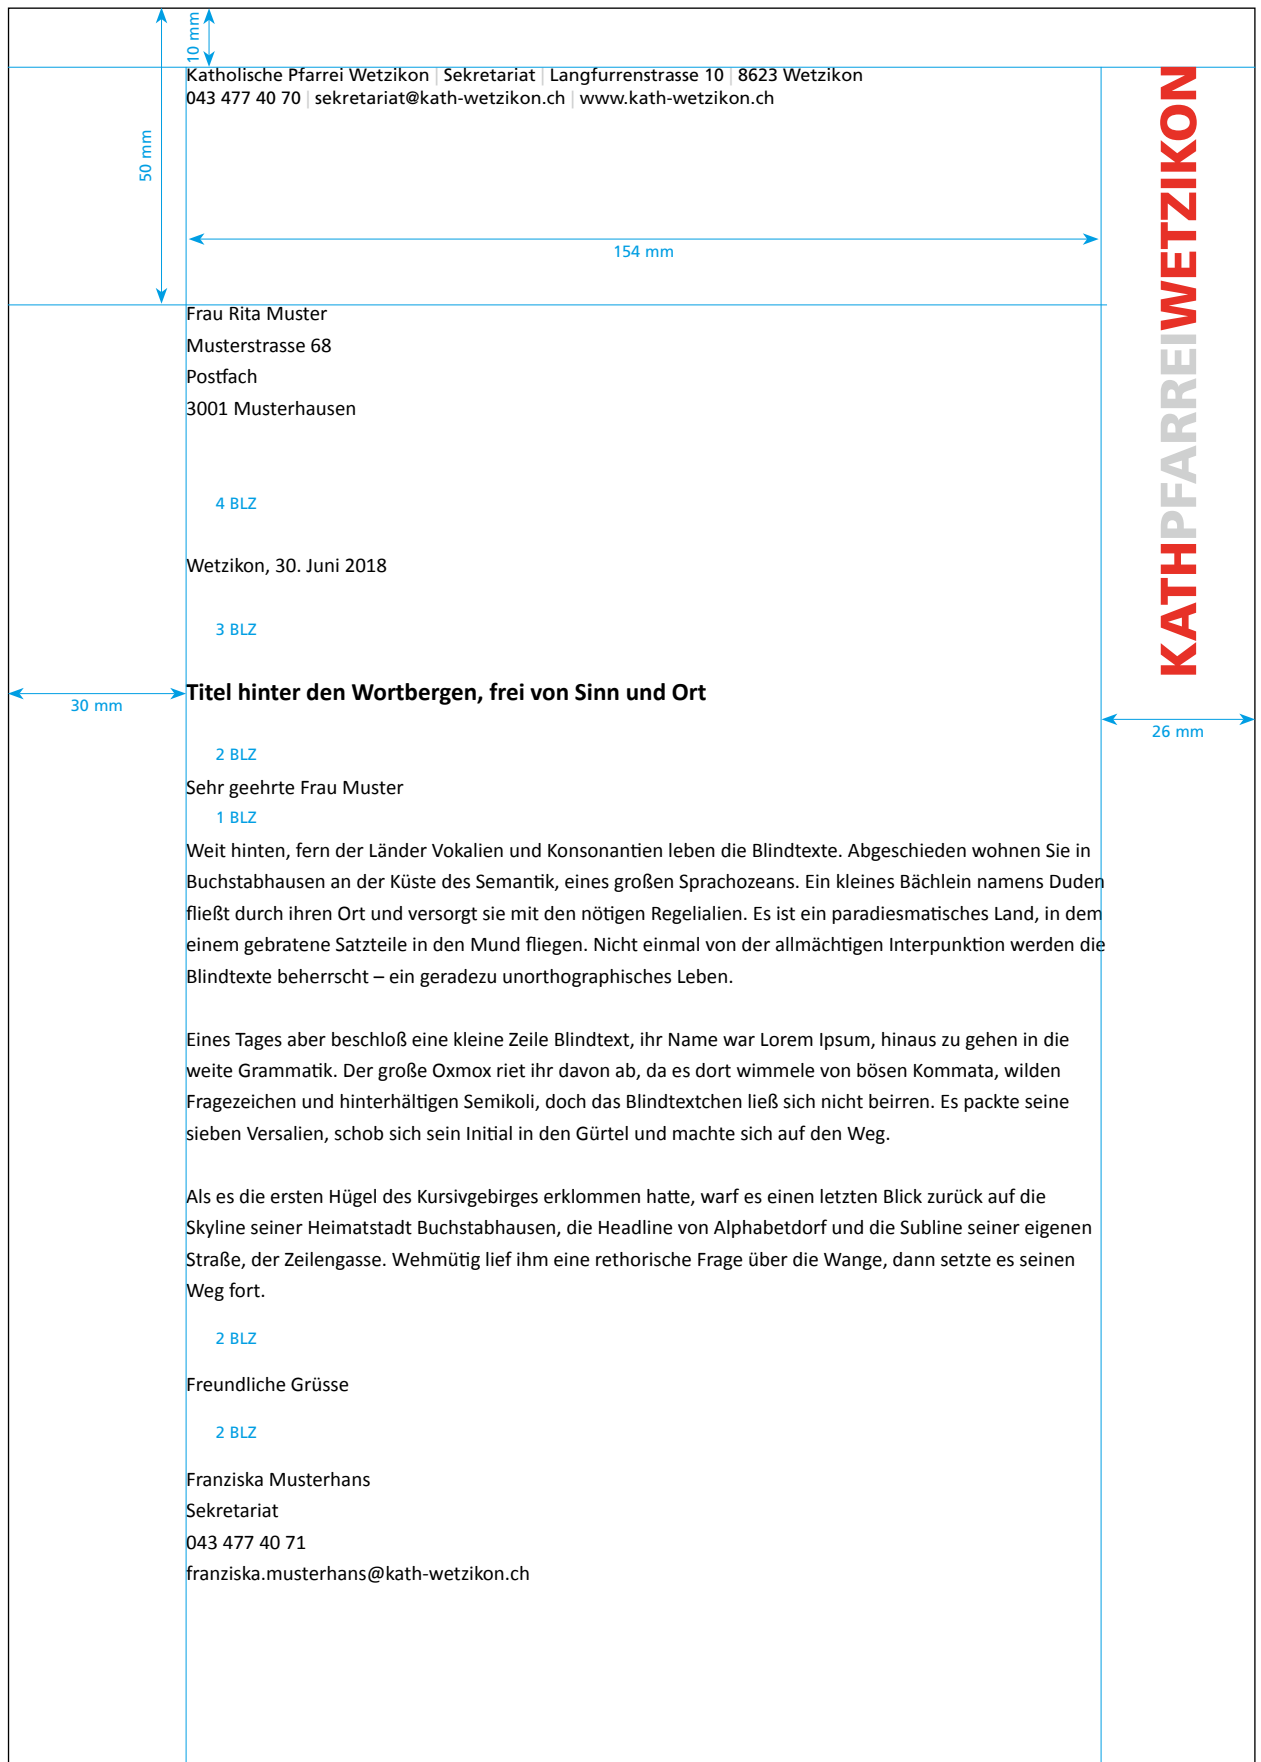 10 mm
Katholische Pfarrei Wetzikon | Sekretariat | Langfurrenstrasse 10 | 8623 Wetzikon
043 477 40 70 | sekretariat@kath-wetzikon.ch | www.kath-wetzikon.ch
50 mm
154 mm
KATHPFARREIWETZIKON
Frau Rita Muster
Musterstrasse 68
Postfach
3001 Musterhausen
4 BLZ
Wetzikon, 30. Juni 2018
3 BLZ
Titel hinter den Wortbergen, frei von Sinn und Ort
30 mm
26 mm
2 BLZ
Sehr geehrte Frau Muster
1 BLZ
Weit hinten, fern der Länder Vokalien und Konsonantien leben die Blindtexte. Abgeschieden wohnen Sie in
Buchstabhausen an der Küste des Semantik, eines großen Sprachozeans. Ein kleines Bächlein namens Duden
fließt durch ihren Ort und versorgt sie mit den nötigen Regelialien. Es ist ein paradiesmatisches Land, in dem
einem gebratene Satzteile in den Mund fliegen. Nicht einmal von der allmächtigen Interpunktion werden die
Blindtexte beherrscht – ein geradezu unorthographisches Leben.
Eines Tages aber beschloß eine kleine Zeile Blindtext, ihr Name war Lorem Ipsum, hinaus zu gehen in die
weite Grammatik. Der große Oxmox riet ihr davon ab, da es dort wimmele von bösen Kommata, wilden
Fragezeichen und hinterhältigen Semikoli, doch das Blindtextchen ließ sich nicht beirren. Es packte seine
sieben Versalien, schob sich sein Initial in den Gürtel und machte sich auf den Weg.
Als es die ersten Hügel des Kursivgebirges erklommen hatte, warf es einen letzten Blick zurück auf die
Skyline seiner Heimatstadt Buchstabhausen, die Headline von Alphabetdorf und die Subline seiner eigenen
Straße, der Zeilengasse. Wehmütig lief ihm eine rethorische Frage über die Wange, dann setzte es seinen
Weg fort.
2 BLZ
Freundliche Grüsse
2 BLZ
Franziska Musterhans
Sekretariat
043 477 40 71
franziska.musterhans@kath-wetzikon.ch